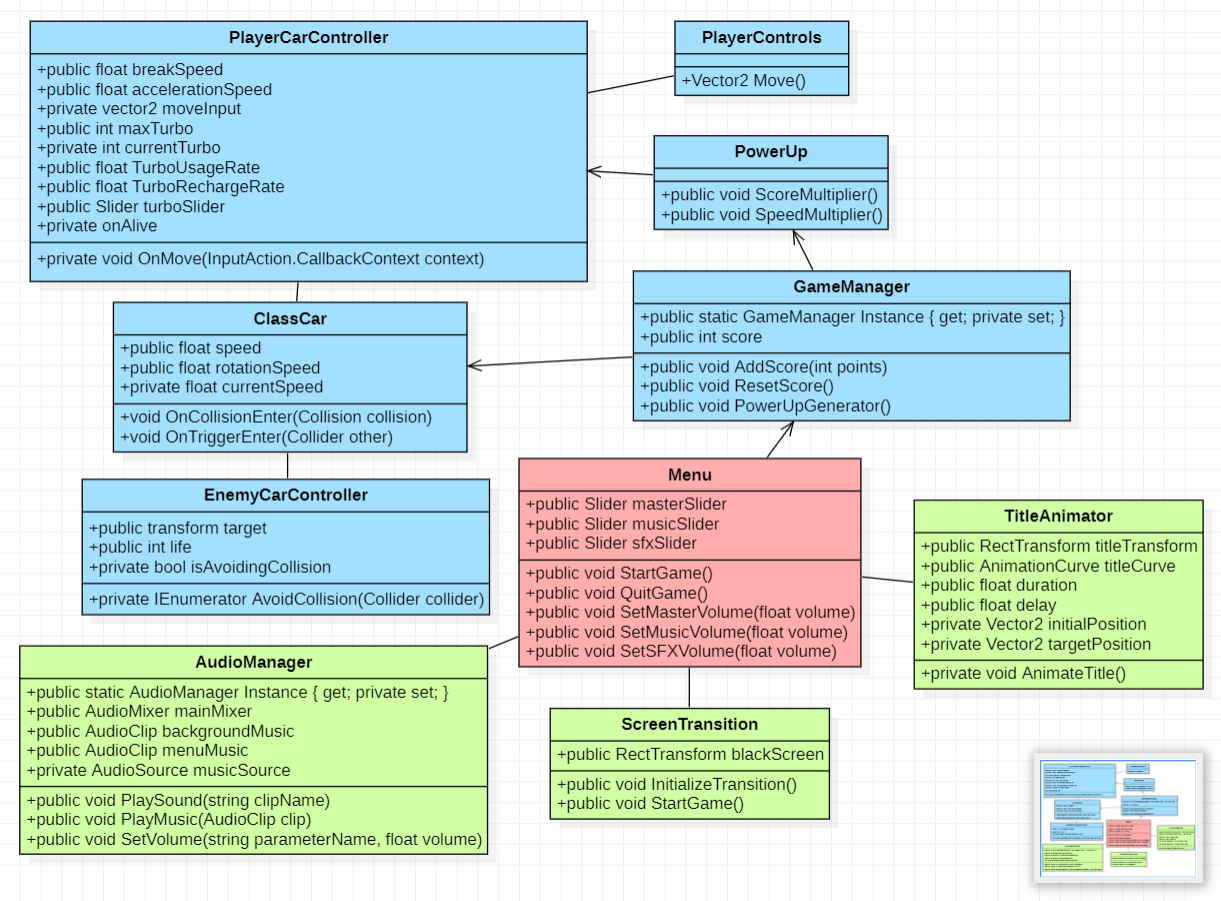 PlayerCarController
+public float breakSpeed
+public float accelerationSpeed
+private vector2 moveInput
+public int maxTurbo
+private int currentTurbo
+public float TurboUsageRate
+public float TurboRechargeRate
+public Slider turboSlider
+private onAlive
+private void OnMove(InputAction.CallbackContext context)
PlayerControls
+Vector2 Move()
PowerUp
+public void ScoreMultiplier()
+public void SpeedMultiplier()
GameManager
+public static GameManager Instance { get; private set; }
+public int score
+public void AddScore(int points)
+public void ResetScore()
+public void PowerUpGenerator()
ClassCar
+public float speed
+public float rotationSpeed
+private float currentSpeed
+void OnCollisionEnter(Collision collision)
+void OnTriggerEnter(Collider other)
EnemyCarController
+public transform target
+public int life
+private bool isAvoidingCollision
+private IEnumerator AvoidCollision(Collider collider)
Menu
+public Slider masterSlider
+public Slider musicSlider
+public Slider sfxSlider
+public void StartGame()
+public void QuitGame()
+public void SetMasterVolume(float volume)
+public void SetMusicVolume(float volume)
+public void SetSFXVolume(float volume)
TitleAnimator
+public RectTransform titleTransform
+public AnimationCurve titleCurve
+public float duration
+public float delay
+private Vector2 initialPosition
+private Vector2 targetPosition
+private void AnimateTitle()
AudioManager
+public static AudioManager Instance { get; private set; }
+public AudioMixer mainMixer
+public AudioClip backgroundMusic
+public AudioClip menuMusic
+private AudioSource musicSource
+public void PlaySound(string clipName)
+public void PlayMusic(AudioClip clip)
+public void SetVolume(string parameterName, float volume)
ScreenTransition
+public RectTransform blackScreen
+public void InitializeTransition()
+public void StartGame()